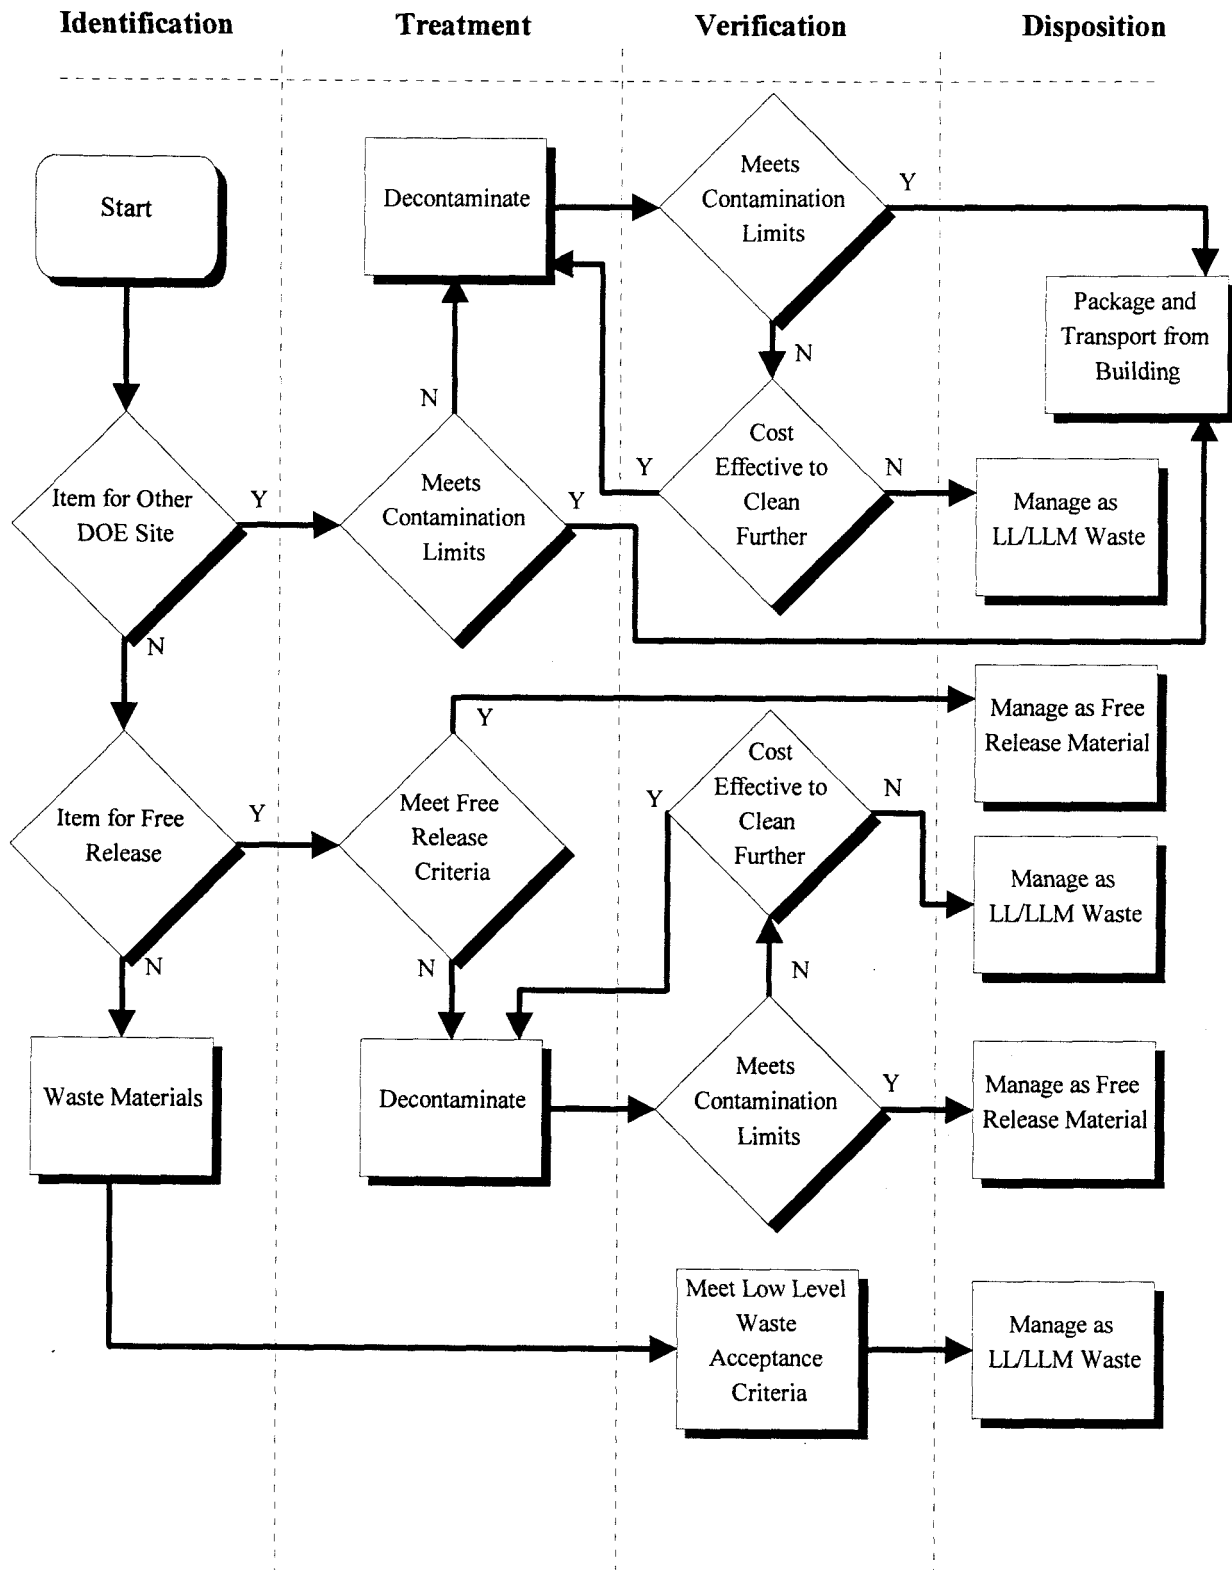 Identification
Treatment
Verification
Disposition
Start
Decontaminate
Meets
Contamination
Limits
Y
N
Package and
Transport from
Building
Item for Other
DOE Site
Y
N
Meets
Contamination
Limits
N
Y
Cost
Effective to
Clean
Further
Y
N
Manage as
LL/LLM Waste
Item for Free
Release
Y
N
Meet Free
Release
Criteria
Y
N
Cost
Effective to
Clean
Further
Y
N
Manage as Free
Release Material
Manage as
LL/LLM Waste
Waste Materials
Decontaminate
Meets
Contamination
Limits
N
Y
Manage as Free
Release Material
Meet Low Level
Waste
Acceptance
Criteria
Manage as
LL/LLM Waste